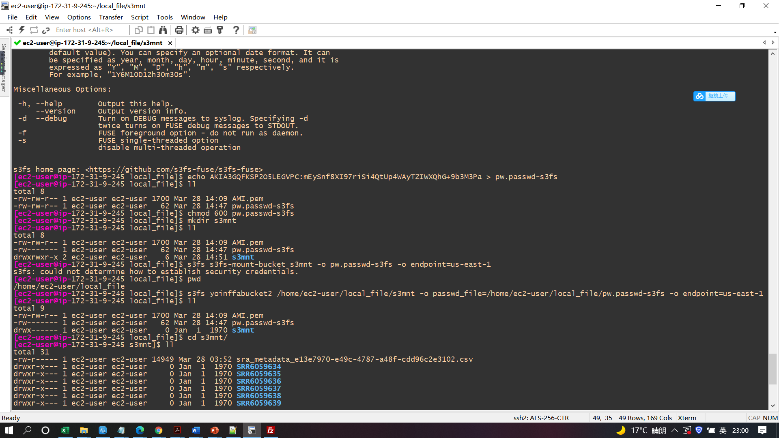 ec2-user@ip-172-31-9-245:~/local_file/s3mnt
File Edit View Options Transfer Script Tools Window Help
Enter host <Alt+R>
ec2-user@ip-172-31-9-245:~/local_file/s3mnt
default value). You can specify an optional date format. It can
be specified as year, month, day, hour, minute, second, and it is
expressed as "Y", "M", "D", "h", "m", "s" respectively.
For example, "1Y6M10D12h30m30s".
Miscellaneous Options:
-h, --help Output this help.
--version Output version info.
-d --debug Turn on DEBUG messages to syslog. Specifying -d
twice turns on FUSE debug messages to STDOUT.
-f FUSE foreground option - do not run as daemon.
-s FUSE single-threaded option
disable multi-threaded operation
s3fs home page: <https://github.com/s3fs-fuse/s3fs-fuse>
[ec2-user@ip-172-31-9-245 local_file]$ echo > pw.passwd-s3fs
[ec2-user@ip-172-31-9-245 local_file]$ ll
total 8
-rw-rw-r-- 1 ec2-user ec2-user 1700 Mar 28 14:09 AMI.pem
-rw-rw-r-- 1 ec2-user ec2-user 62 Mar 28 14:47 pw.passwd-s3fs
[ec2-user@ip-172-31-9-245 local_file]$ chmod 600 pw.passwd-s3fs
[ec2-user@ip-172-31-9-245 local_file]$ mkdir s3mnt
[ec2-user@ip-172-31-9-245 local_file]$ ll
total 8
-rw-rw-r-- 1 ec2-user ec2-user 1700 Mar 28 14:09 AMI.pem
-rw------- 1 ec2-user ec2-user 62 Mar 28 14:47 pw.passwd-s3fs
drwxrwxr-x 2 ec2-user ec2-user 6 Mar 28 14:51 s3mnt
[ec2-user@ip-172-31-9-245 local_file]$ s3fs s3fs-mount-bucket s3mnt -o pw.passwd-s3fs -o endpoint=us-east-1
s3fs: could not determine how to establish security credentials.
[ec2-user@ip-172-31-9-245 local_file]$ pwd
/home/ec2-user/local_file
[ec2-user@ip-172-31-9-245 local_file]$ s3fs yoinffabucket2 /home/ec2-user/local_file/s3mnt -o passwd_file=/home/ec2-user/local_file/pw.passwd-s3fs -o endpoint=us-east-1
[ec2-user@ip-172-31-9-245 local_file]$ ll
total 9
-rw-rw-r-- 1 ec2-user ec2-user 1700 Mar 28 14:09 AMI.pem
-rw------- 1 ec2-user ec2-user 62 Mar 28 14:47 pw.passwd-s3fs
drwx------ 1 ec2-user ec2-user 0 Jan 1 1970 s3mnt
[ec2-user@ip-172-31-9-245 local_file]$ cd s3mnt/
[ec2-user@ip-172-31-9-245 s3mnt]$ ll
total 31
-rw-r----- 1 ec2-user ec2-user 14949 Mar 28 03:52 sra_metadata_e13e7970-e49c-4787-a48f-cdd96c2e3102.csv
drwxr-x--- 1 ec2-user ec2-user 0 Jan 1 1970 SRR6059634
drwxr-x--- 1 ec2-user ec2-user 0 Jan 1 1970 SRR6059635
drwxr-x--- 1 ec2-user ec2-user 0 Jan 1 1970 SRR6059636
drwxr-x--- 1 ec2-user ec2-user 0 Jan 1 1970 SRR6059637
drwxr-x--- 1 ec2-user ec2-user 0 Jan 1 1970 SRR6059638
drwxr-x--- 1 ec2-user ec2-user 0 Jan 1 1970 SRR6059639
Ready ssh2: AES-256-CTR 49, 35 49 Rows, 169 Cols Xterm CAP NUM
17°C 英 23:00